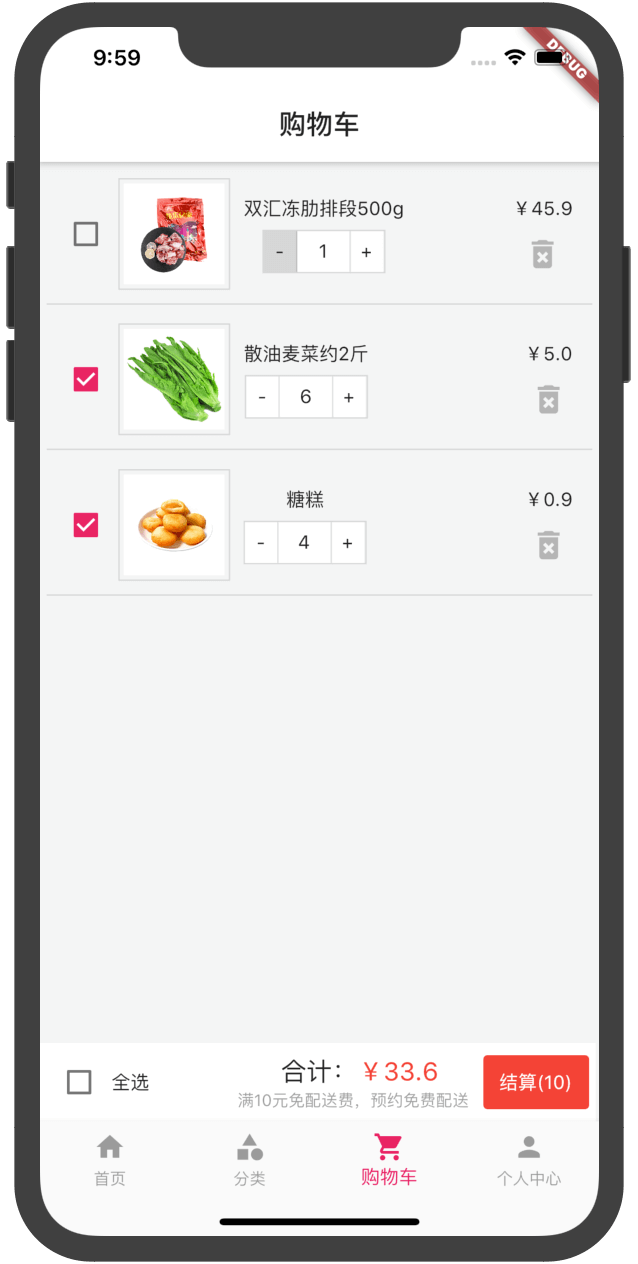 9:59
DEBUG
购物车
双汇冻肋排段500g
¥45.9
- 1 +
散油麦菜约2斤
¥5.0
- 6 +
糖糕
¥0.9
- 4 +
全选
合计：¥33.6
满10元免配送费，预约免费配送
结算(10)
首页 分类 购物车 个人中心